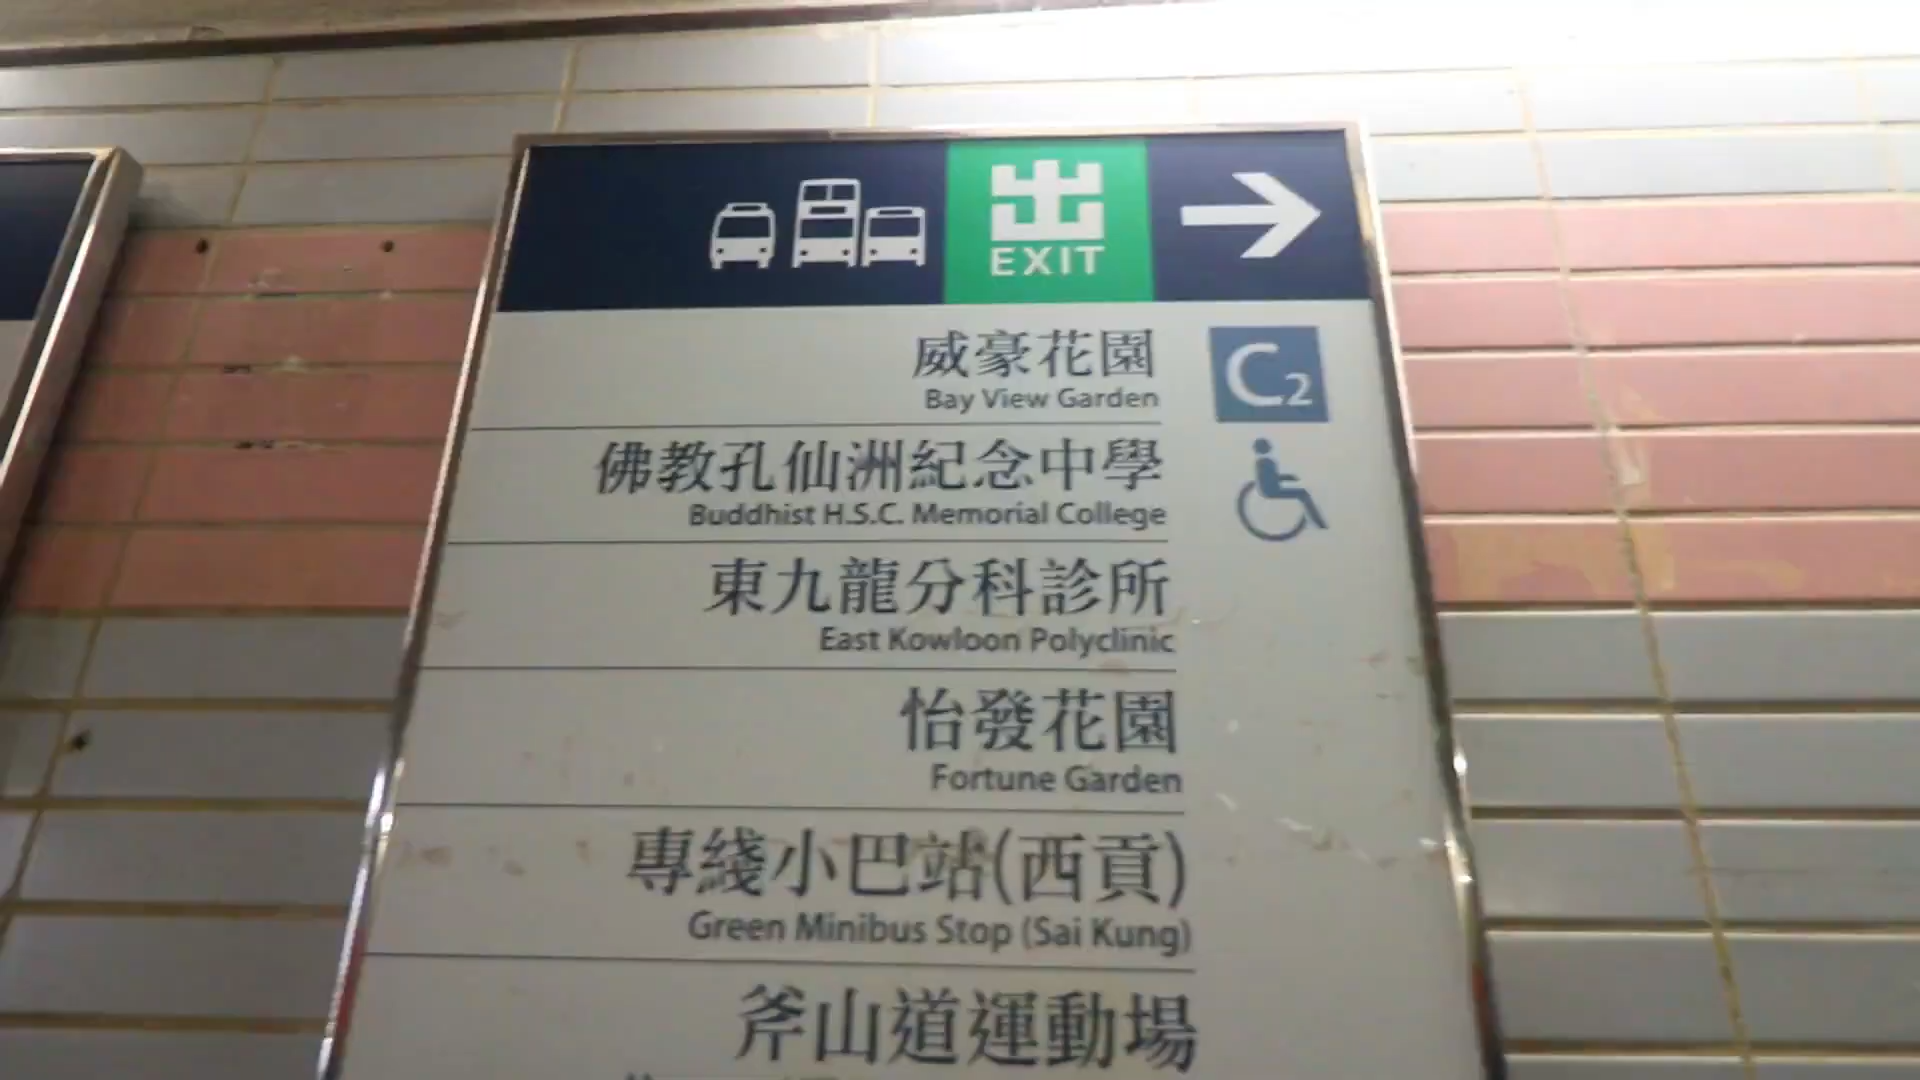 出
EXIT
威豪花園
Bay View Garden
C2
佛教孔仙洲紀念中學
Buddhist H.S.C. Memorial College
東九龍分科診所
East Kowloon Polyclinic
怡發花園
Fortune Garden
專綫小巴站(西貢)
Green Minibus Stop (Sai Kung)
斧山道運動場